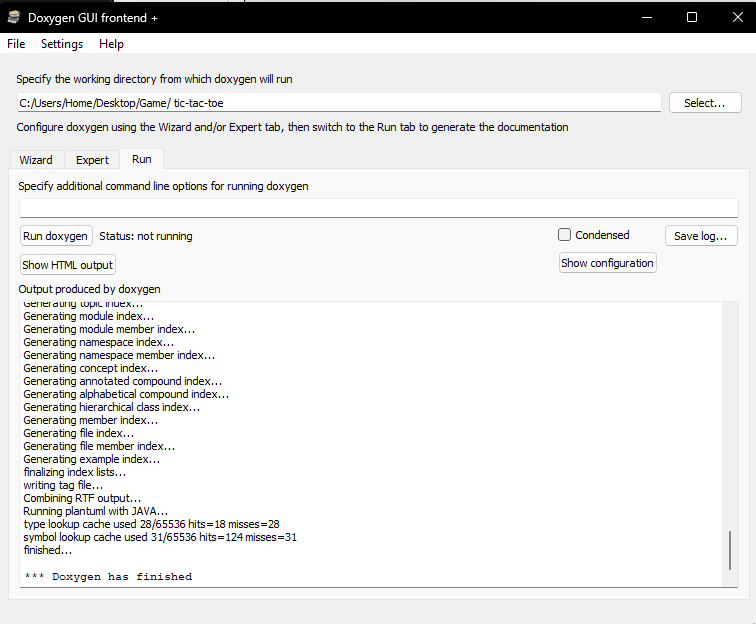 Doxygen GUI frontend +
File Settings Help
Specify the working directory from which doxygen will run
C:/Users/Home/Desktop/Game/ tic-tac-toe
Select...
Configure doxygen using the Wizard and/or Expert tab, then switch to the Run tab to generate the documentation
Wizard Expert Run
Specify additional command line options for running doxygen
Run doxygen Status: not running Condensed Save log...
Show HTML output Show configuration
Output produced by doxygen
Generating topic index...
Generating module index...
Generating module member index...
Generating namespace index...
Generating namespace member index...
Generating concept index...
Generating annotated compound index...
Generating alphabetical compound index...
Generating hierarchical class index...
Generating member index...
Generating file index...
Generating file member index...
Generating example index...
finalizing index lists...
writing tag file...
Combining RTF output...
Running plantuml with JAVA...
type lookup cache used 28/65536 hits=18 misses=28
symbol lookup cache used 31/65536 hits=124 misses=31
finished...
*** Doxygen has finished